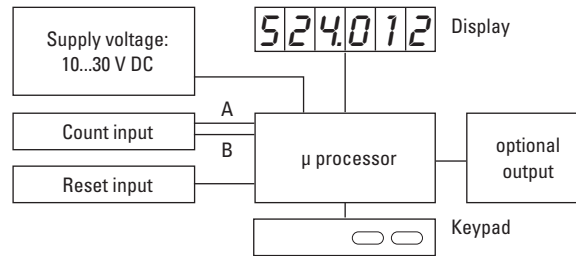 Supply voltage:
10...30 V DC
524.012
Display
A
Count input
B
µ processor
optional
output
Reset input
Keypad